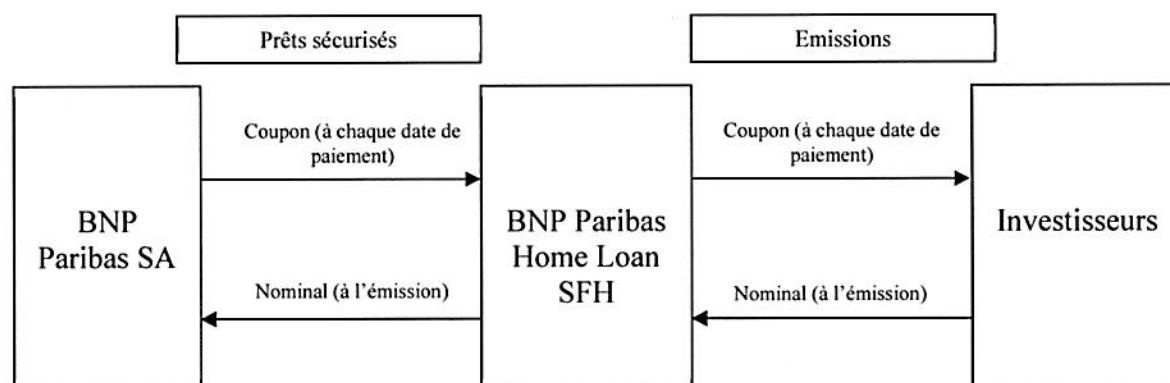 Prêts sécurisés
Emissions
Coupon (à chaque date de
paiement)
Coupon (à chaque date de
paiement)
BNP
Paribas SA
BNP Paribas
Home Loan
SFH
Investisseurs
Nominal (à l'émission)
Nominal (à l'émission)